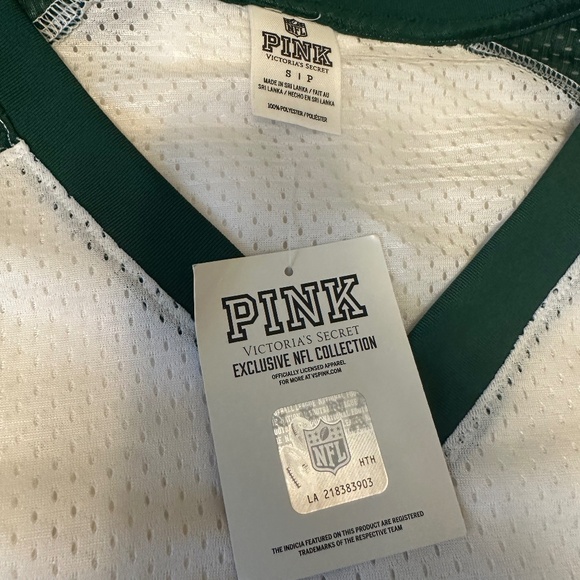 NFL
PINK
VICTORIA'S SECRET
S | P
MADE IN SRI LANKA / FAIT AU
SRI LANKA / HECHO EN SRI LANKA
100% POLYESTER / POLIÉSTER
PINK
VICTORIA'S SECRET
EXCLUSIVE NFL COLLECTION
OFFICIALLY LICENSED APPAREL
FOR MORE AT VSPINK.COM
NFL
HTH
LA 218383903
THE INDICIA FEATURED ON THIS PRODUCT ARE REGISTERED
TRADEMARKS OF THE RESPECTIVE NFL